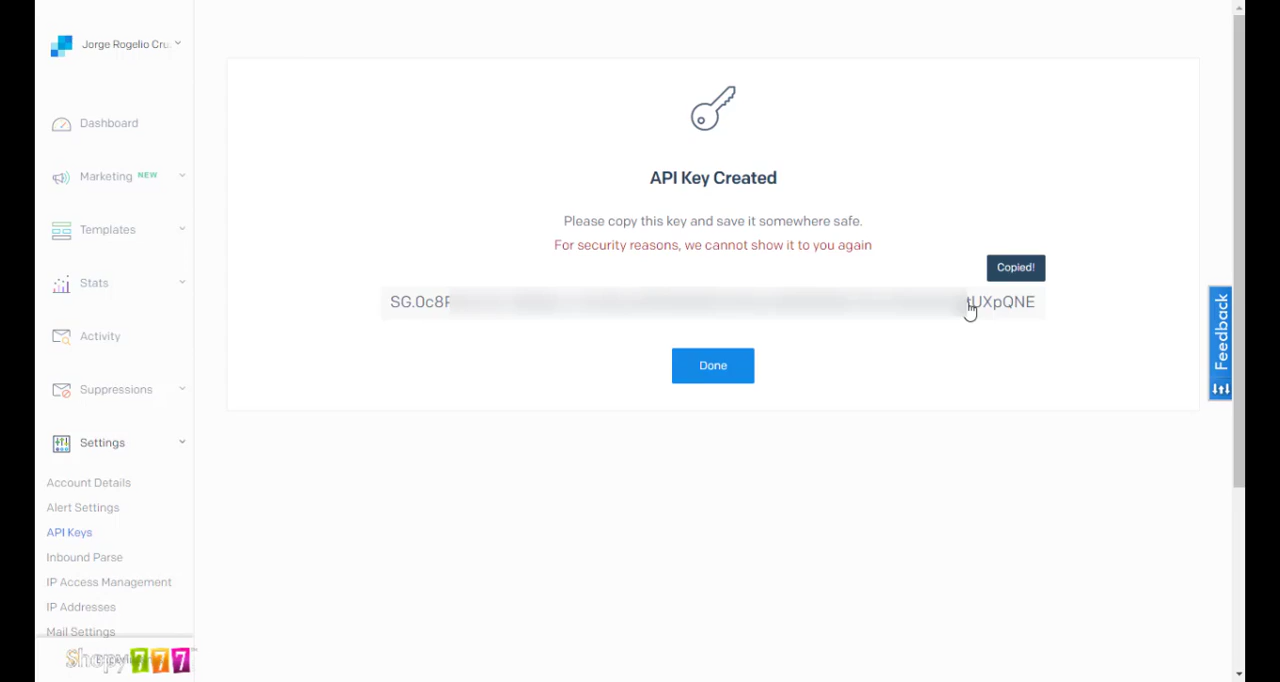 Jorge Rogelio Cru.
Dashboard
Marketing NEW
Templates
Stats
Activity
Suppressions
Settings
Account Details
Alert Settings
API Keys
Inbound Parse
IP Access Management
IP Addresses
Mail Settings
Shopy777
API Key Created
Please copy this key and save it somewhere safe.
For security reasons, we cannot show it to you again
Copied!
SG.0c8F tUXpQNE
Done
Feedback